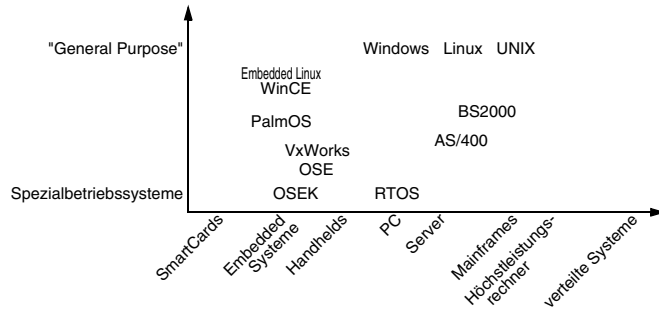 "General Purpose" Windows Linux UNIX
Embedded Linux
WinCE
BS2000
PalmOS
AS/400
VxWorks
OSE
Spezialbetriebssysteme OSEK RTOS
SmartCards
Embedded
Systeme
Handhelds
PC
Server
Mainframes
Höchstleistungs-
rechner
verteilte Systeme